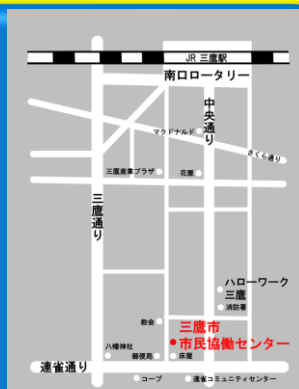 JR 三鷹駅
南口ロータリー
中央通り
マクドナルド
さくら通り
三鷹産業プラザ
花屋
三鷹通り
ハローワーク
三鷹
消防署
教会
三鷹市
市民協働センター
八幡神社
郵便局
床屋
連雀通り
コープ
連雀コミュニティセンター